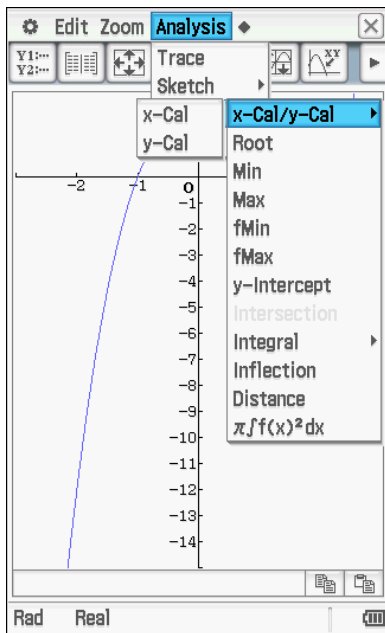 Edit Zoom Analysis
Y1:…
Y2:…
XY
Trace
Sketch
x-Cal
y-Cal
x-Cal/y-Cal
Root
Min
Max
fMin
fMax
y-Intercept
Intersection
Integral
Inflection
Distance
π∫f(x)²dx
-2
-1
O
-1
-2
-3
-4
-5
-6
-7
-8
-9
-10
-11
-12
-13
-14
Rad Real